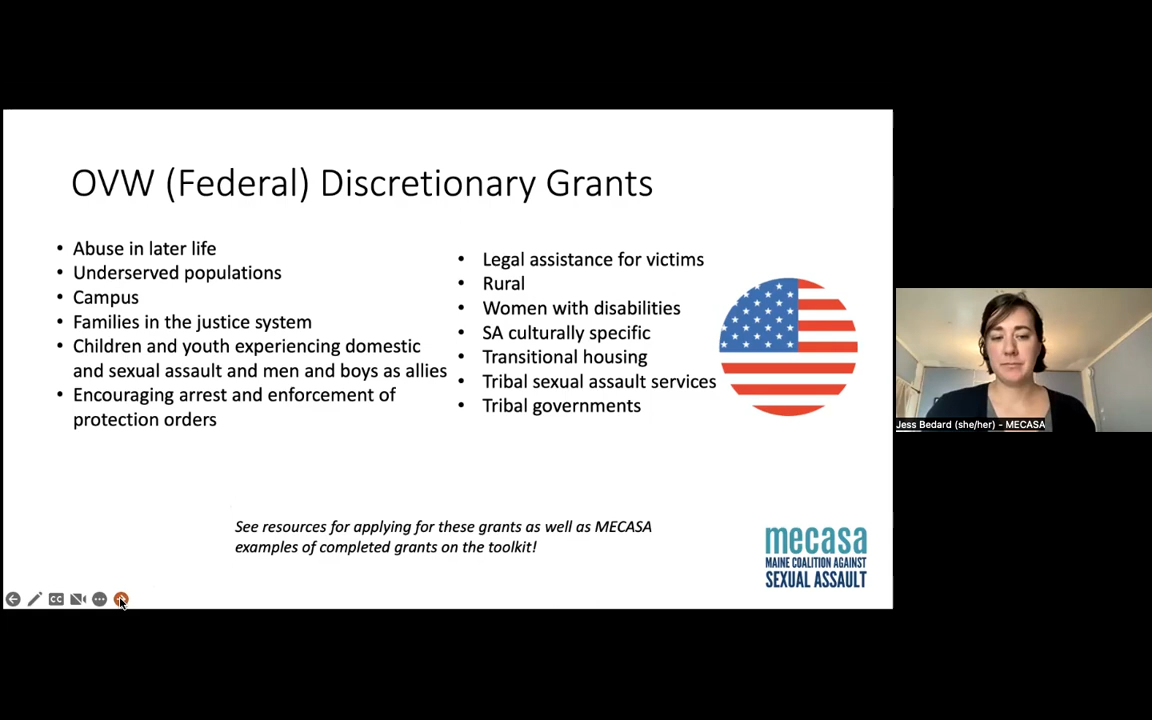 OVW (Federal) Discretionary Grants
• Abuse in later life
• Underserved populations
• Campus
• Families in the justice system
• Children and youth experiencing domestic
and sexual assault and men and boys as allies
• Encouraging arrest and enforcement of
protection orders
• Legal assistance for victims
• Rural
• Women with disabilities
• SA culturally specific
• Transitional housing
• Tribal sexual assault services
• Tribal governments
See resources for applying for these grants as well as MECASA
examples of completed grants on the toolkit!
mecasa
MAINE COALITION AGAINST
SEXUAL ASSAULT
CC
Jess Bedard (she/her) - MECASA